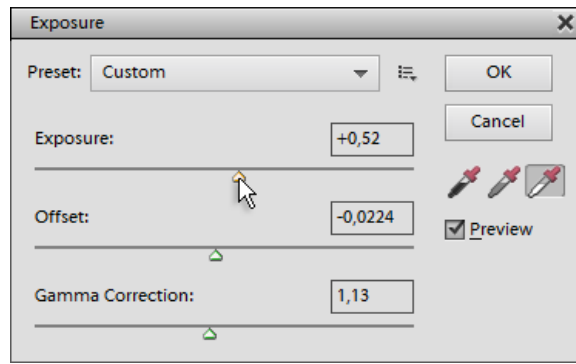 Exposure
Preset: Custom
OK
Cancel
Exposure: +0,52
Offset: -0,0224
Preview
Gamma Correction: 1,13